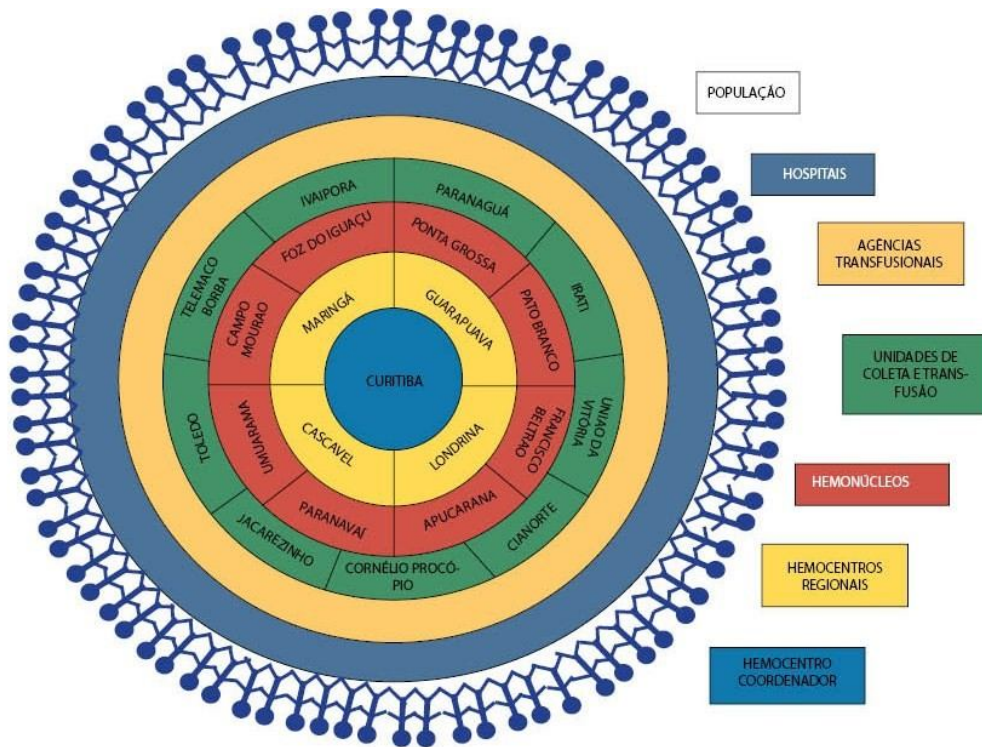 POPULAÇÃO
HOSPITAIS
AGÊNCIAS
TRANSFUSIONAIS
UNIDADES DE
COLETA E TRANS-
FUSÃO
HEMONÚCLEOS
HEMOCENTROS
REGIONAIS
HEMOCENTRO
COORDENADOR
IVAIPORA
PARANAGUÁ
IRATI
UNIAO DA
VITÓRIA
CIANORTE
CORNÉLIO PROCÓ-
PIO
JACAREZINHO
TOLEDO
TELEMACO
BORBA
FOZ DO IGUAÇU
PONTA GROSSA
PATO BRANCO
FRANCISCO
BELTRAO
APUCARANA
PARANAVAÍ
UMUARAMA
CAMPO
MOURAO
MARINGÁ
GUARAPUAVA
LONDRINA
CASCAVEL
CURITIBA